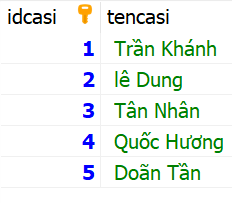 idcasi tencasi
1 Trần Khánh
2 lê Dung
3 Tân Nhân
4 Quốc Hương
5 Doãn Tần